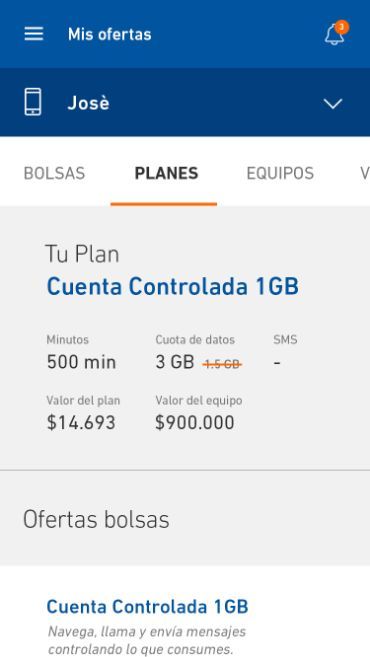 Mis ofertas
3
Josè
BOLSAS PLANES EQUIPOS V
Tu Plan
Cuenta Controlada 1GB
Minutos Cuota de datos SMS
500 min 3 GB 1.5 GB -
Valor del plan Valor del equipo
$14.693 $900.000
Ofertas bolsas
Cuenta Controlada 1GB
Navega, llama y envía mensajes
controlando lo que consumes.